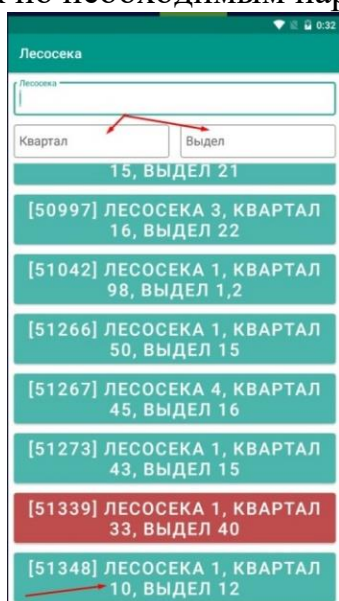 по необходимым пар
0:32
Лесосека
Лесосека
Квартал
Выдел
15, ВЫДЕЛ 21
[50997] ЛЕСОСЕКА 3, КВАРТАЛ
16, ВЫДЕЛ 22
[51042] ЛЕСОСЕКА 1, КВАРТАЛ
98, ВЫДЕЛ 1,2
[51266] ЛЕСОСЕКА 1, КВАРТАЛ
50, ВЫДЕЛ 15
[51267] ЛЕСОСЕКА 4, КВАРТАЛ
45, ВЫДЕЛ 16
[51273] ЛЕСОСЕКА 1, КВАРТАЛ
43, ВЫДЕЛ 15
[51339] ЛЕСОСЕКА 1, КВАРТАЛ
33, ВЫДЕЛ 40
[51348] ЛЕСОСЕКА 1, КВАРТАЛ
10, ВЫДЕЛ 12